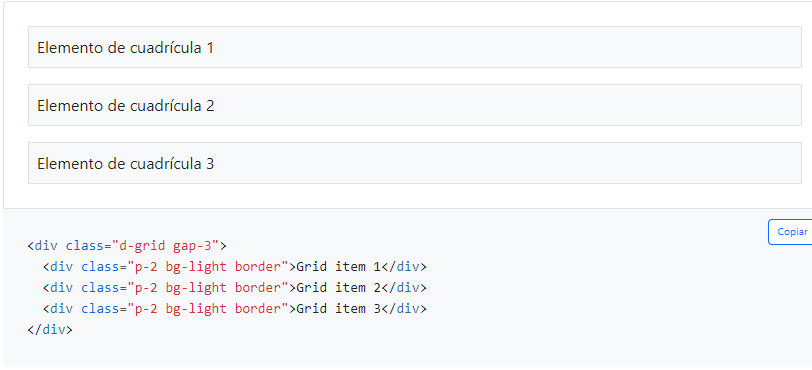 Elemento de cuadrícula 1
Elemento de cuadrícula 2
Elemento de cuadrícula 3
Copiar
<div class="d-grid gap-3">
  <div class="p-2 bg-light border">Grid item 1</div>
  <div class="p-2 bg-light border">Grid item 2</div>
  <div class="p-2 bg-light border">Grid item 3</div>
</div>